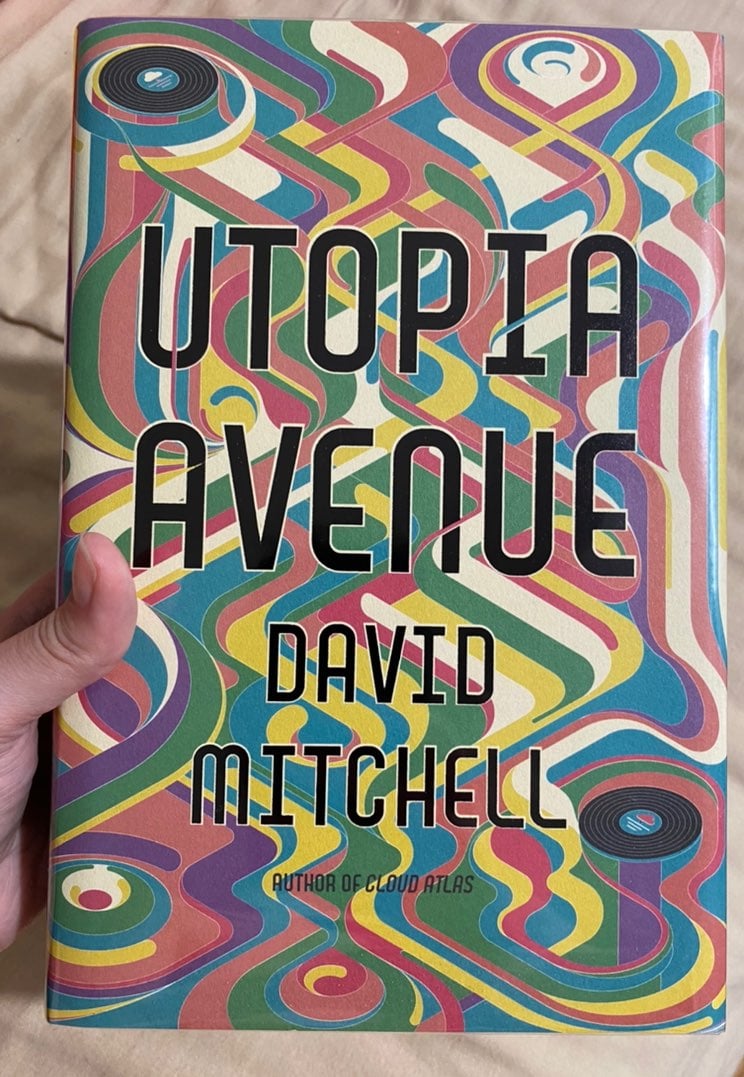 UTOPIA
AVENUE
DAVID
MITCHELL
AUTHOR OF CLOUD ATLAS